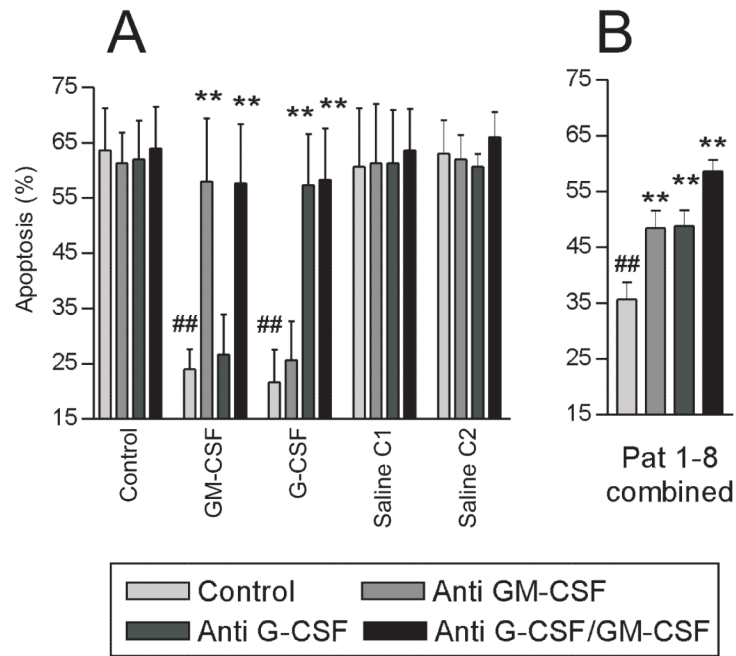 A
B
Apoptosis (%)
75
65
55
45
35
25
15
** ** ** **
## ##
Control
GM-CSF
G-CSF
Saline C1
Saline C2
75
65
55
45
35
25
15
## ** ** **
Pat 1-8
combined
Control
Anti GM-CSF
Anti G-CSF
Anti G-CSF/GM-CSF